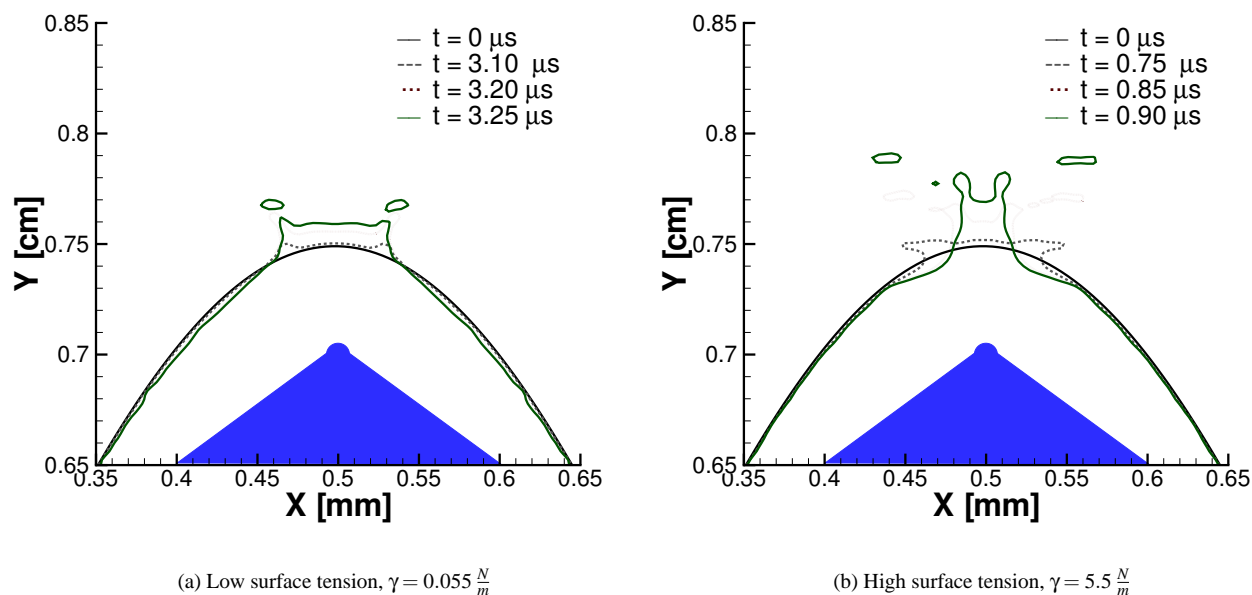 0.85
0.8
0.75
0.7
0.65
Y [cm]
t = 0 μs
t = 3.10 μs
t = 3.20 μs
t = 3.25 μs
0.35 0.4 0.45 0.5 0.55 0.6 0.65
X [mm]
(a) Low surface tension, γ = 0.055 N/m
0.85
0.8
0.75
0.7
0.65
Y [cm]
t = 0 μs
t = 0.75 μs
t = 0.85 μs
t = 0.90 μs
0.35 0.4 0.45 0.5 0.55 0.6 0.65
X [mm]
(b) High surface tension, γ = 5.5 N/m